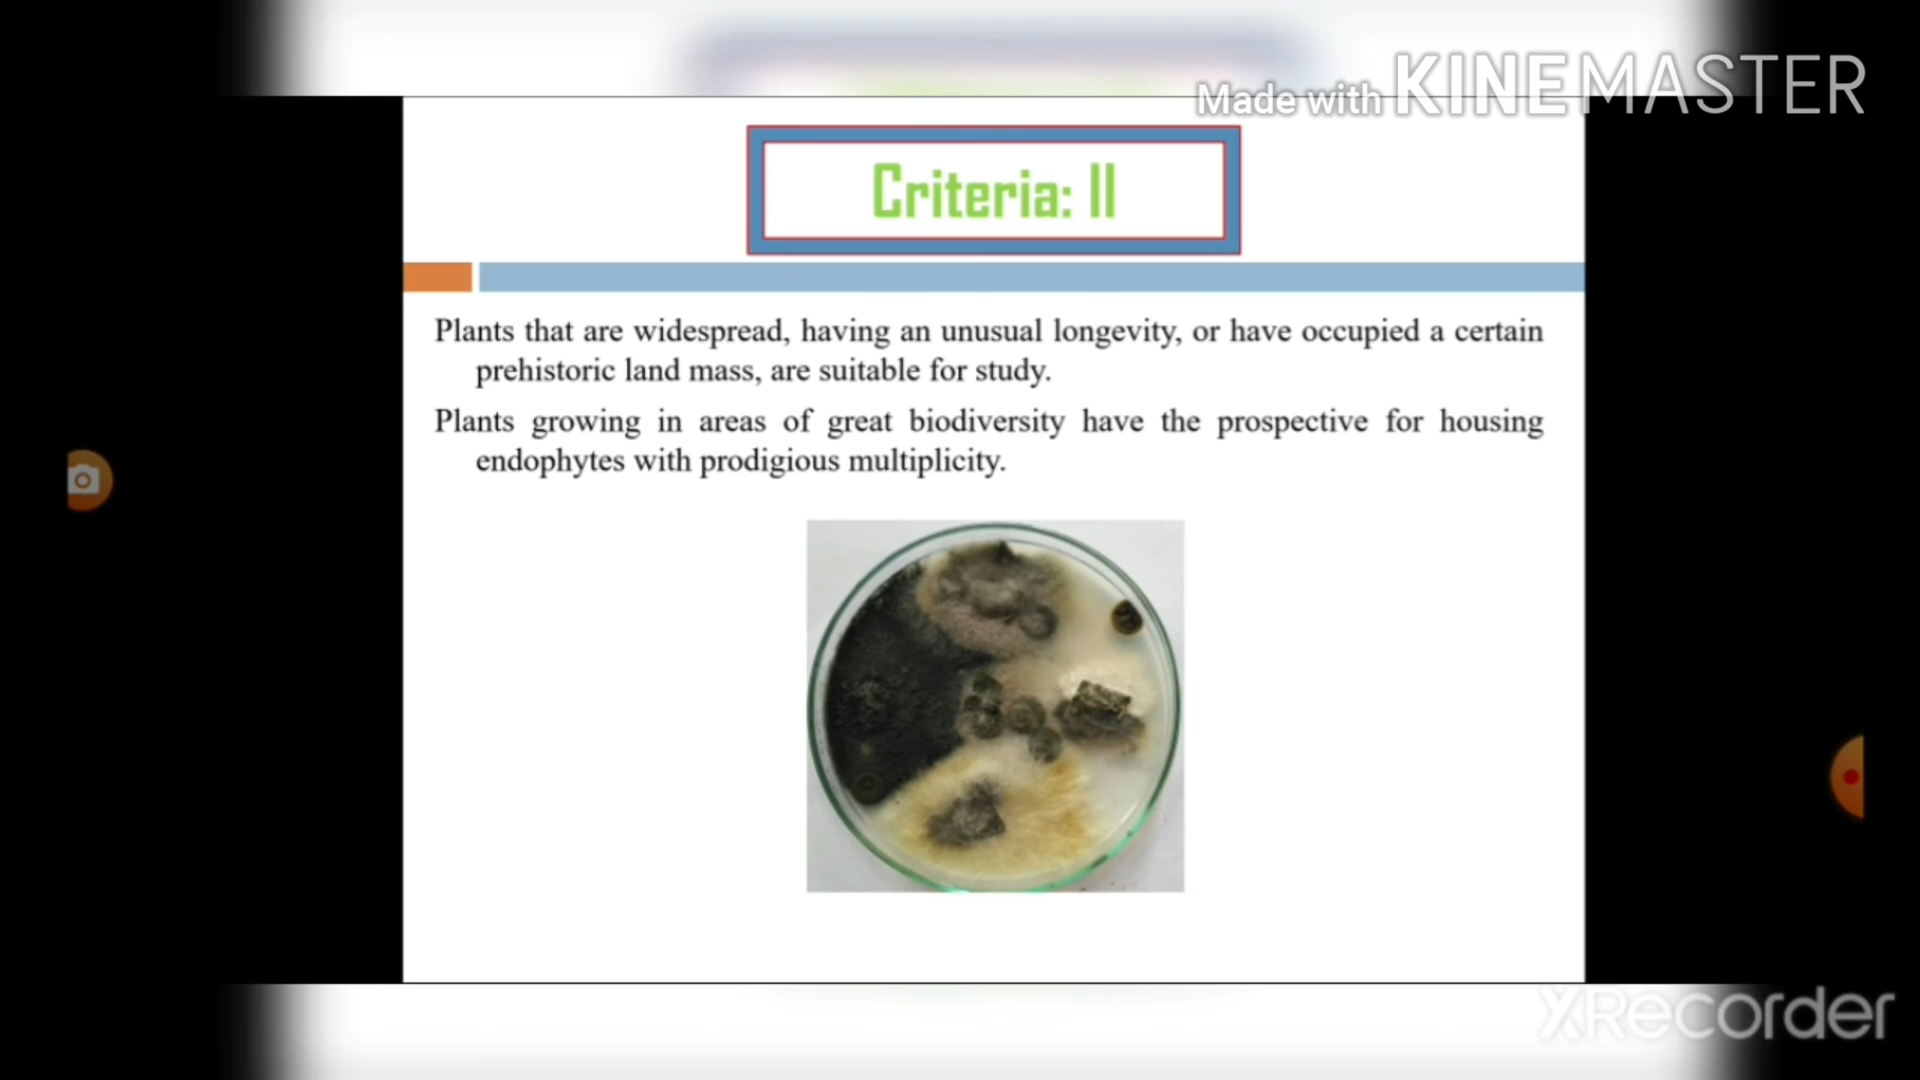 Made with KINEMASTER
Criteria: II
Plants that are widespread, having an unusual longevity, or have occupied a certain
prehistoric land mass, are suitable for study.
Plants growing in areas of great biodiversity have the prospective for housing
endophytes with prodigious multiplicity.
XRecorder